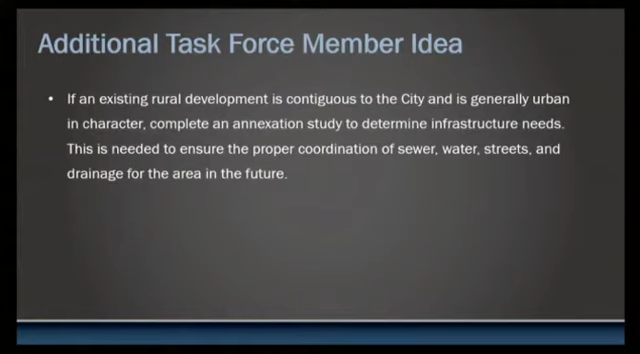 Additional Task Force Member Idea
• If an existing rural development is contiguous to the City and is generally urban
in character, complete an annexation study to determine infrastructure needs.
This is needed to ensure the proper coordination of sewer, water, streets, and
drainage for the area in the future.